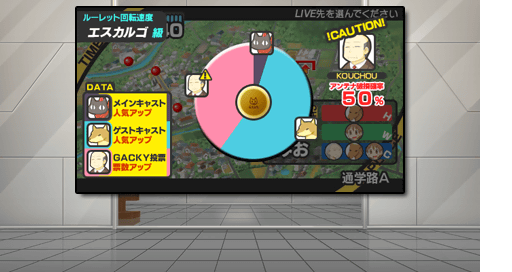 ルーレット回転速度
エスカルゴ 級
LIVE先を選んでください
!CAUTION!
KOUCHOU
アンテナ破損確率
50%
DATA
メインキャスト
人気アップ
ゲストキャスト
人気アップ
GACKY投票
票数アップ
H
W
C
通学路A